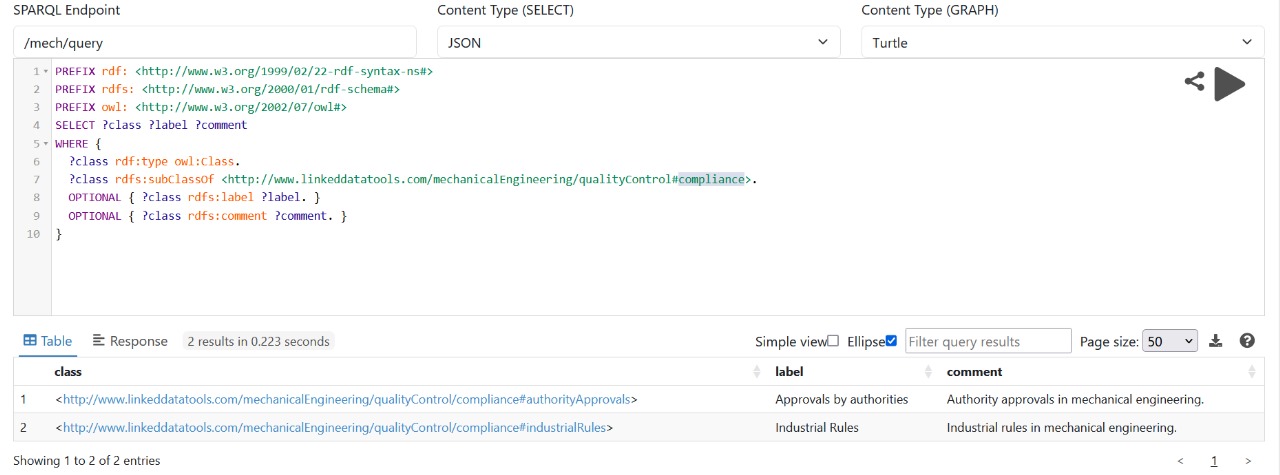 SPARQL Endpoint Content Type (SELECT) Content Type (GRAPH)
/mech/query JSON Turtle
1 PREFIX rdf: <http://www.w3.org/1999/02/22-rdf-syntax-ns#>
2 PREFIX rdfs: <http://www.w3.org/2000/01/rdf-schema#>
3 PREFIX owl: <http://www.w3.org/2002/07/owl#>
4 SELECT ?class ?label ?comment
5 WHERE {
6 ?class rdf:type owl:Class.
7 ?class rdfs:subClassOf <http://www.linkeddatatools.com/mechanicalEngineering/qualityControl#compliance>.
8 OPTIONAL { ?class rdfs:label ?label. }
9 OPTIONAL { ?class rdfs:comment ?comment. }
10 }
Table Response 2 results in 0.223 seconds Simple view Ellipse Filter query results Page size: 50
class label comment
1 <http://www.linkeddatatools.com/mechanicalEngineering/qualityControl/compliance#authorityApprovals> Approvals by authorities Authority approvals in mechanical engineering.
2 <http://www.linkeddatatools.com/mechanicalEngineering/qualityControl/compliance#industrialRules> Industrial Rules Industrial rules in mechanical engineering.
Showing 1 to 2 of 2 entries < 1 >